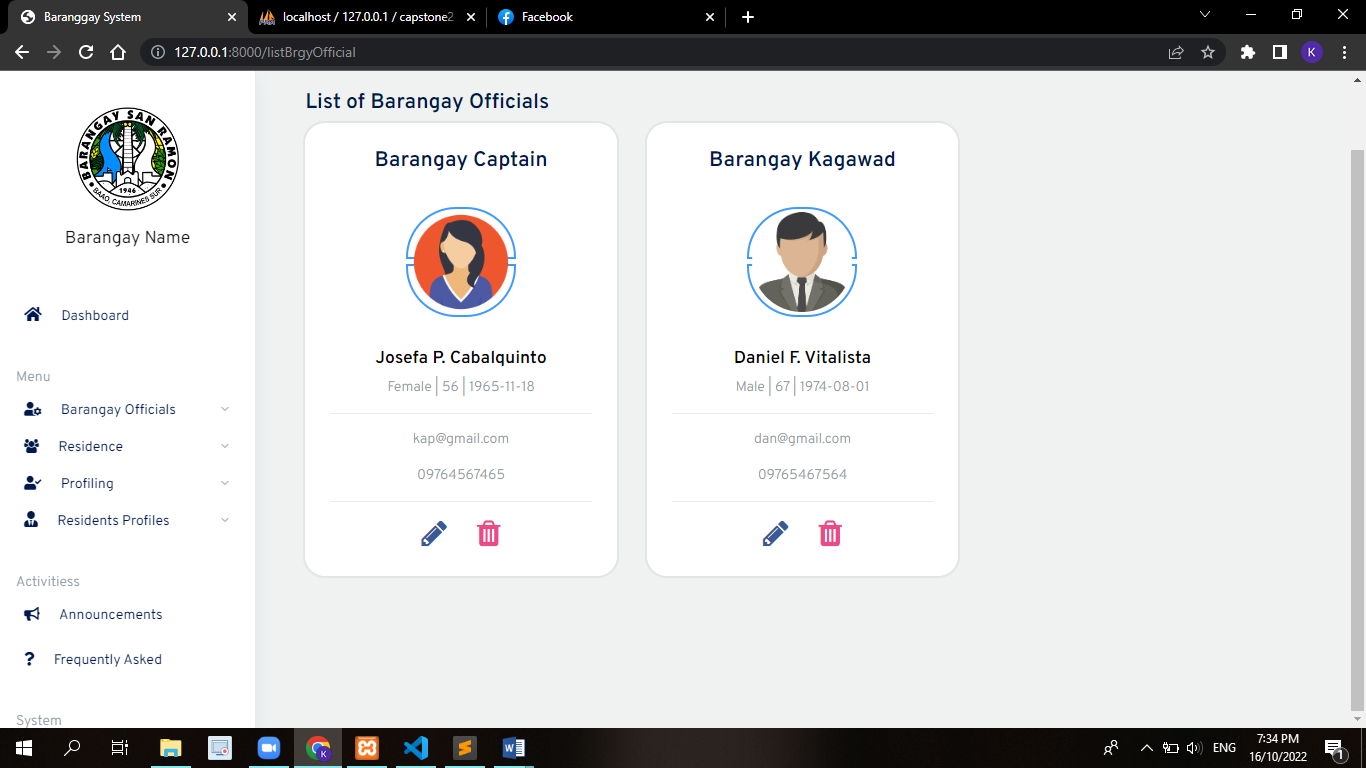 Baranggay System
localhost / 127.0.0.1 / capstone2
Facebook
127.0.0.1:8000/listBrgyOfficial
K
BARANGAY SAN RAMON
1946
BAAO, CAMARINES SUR
Barangay Name
Dashboard
Menu
Barangay Officials
Residence
Profiling
Residents Profiles
Activitiess
Announcements
Frequently Asked
System
List of Barangay Officials
Barangay Captain
Josefa P. Cabalquinto
Female | 56 | 1965-11-18
kap@gmail.com
09764567465
Barangay Kagawad
Daniel F. Vitalista
Male | 67 | 1974-08-01
dan@gmail.com
09765467564
ENG
7:34 PM
16/10/2022
1